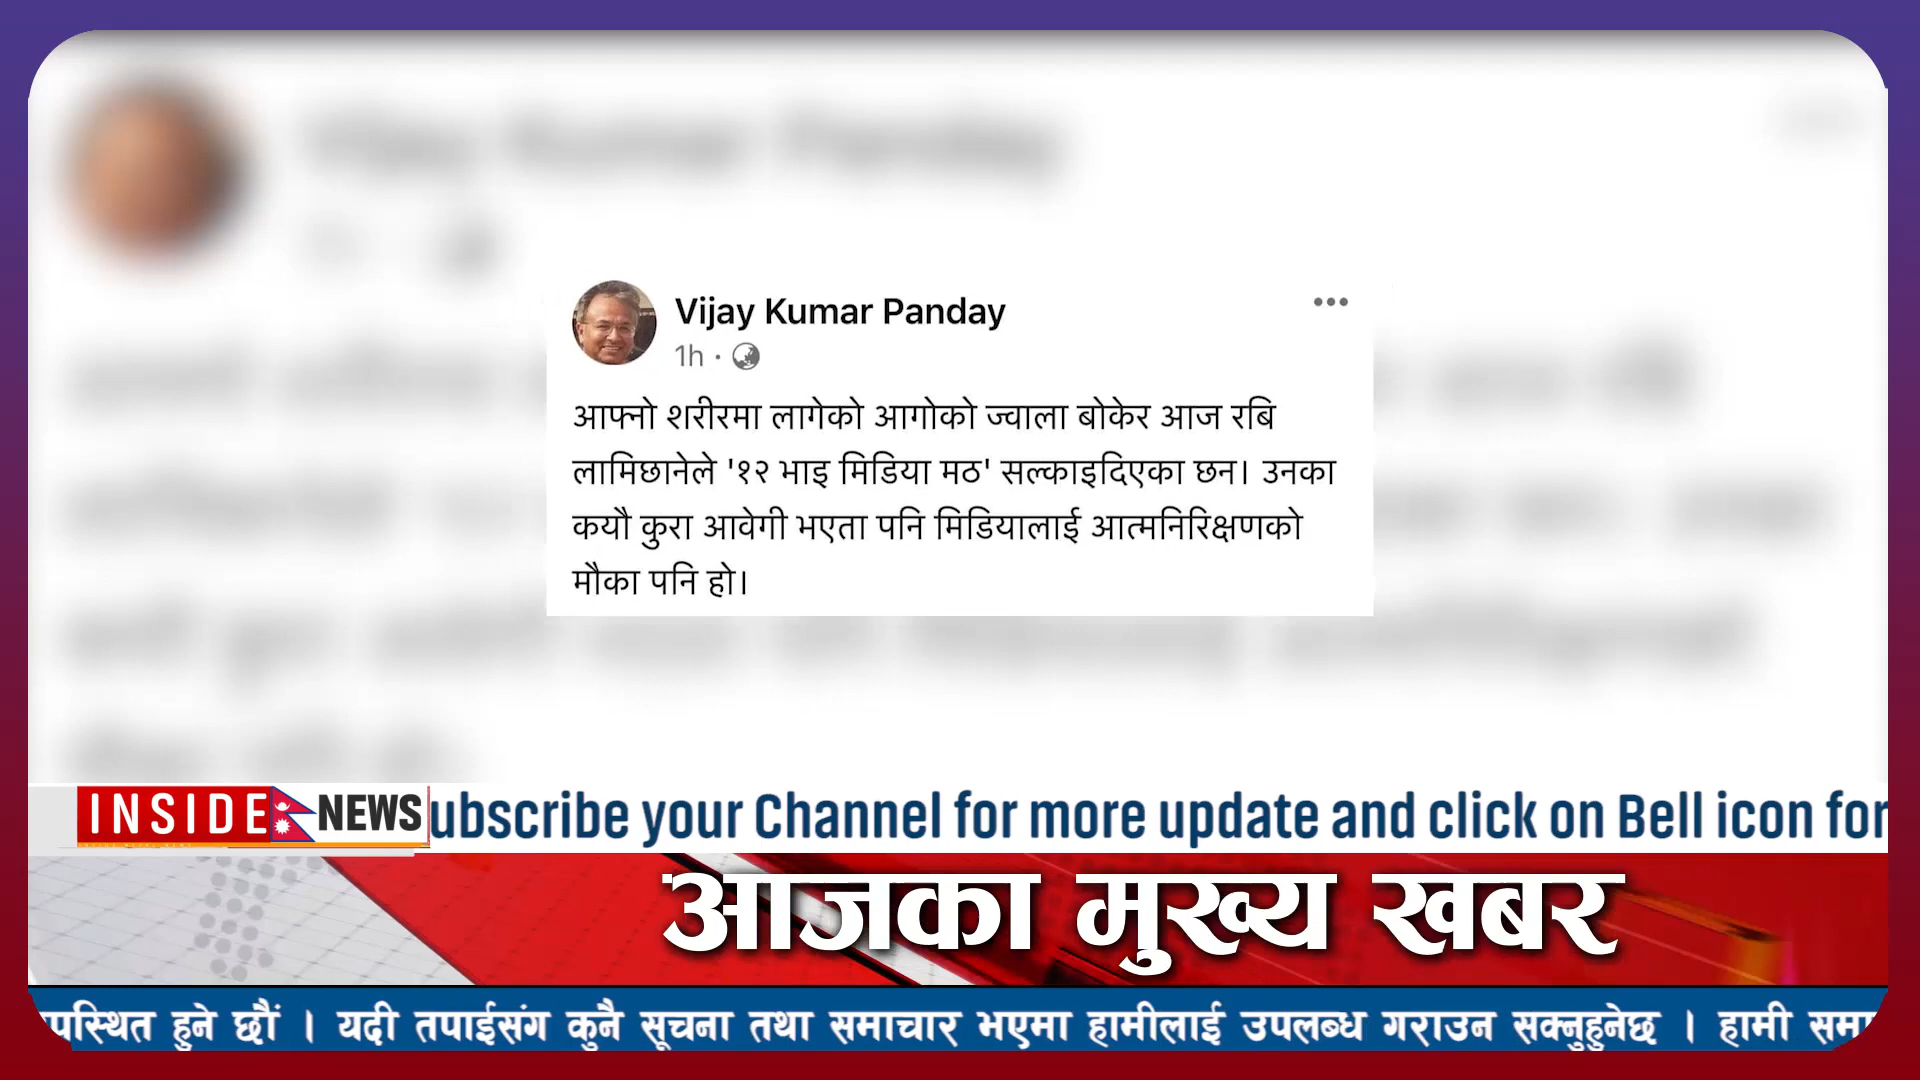 Vijay Kumar Panday
1h ·
आफ्नो शरीरमा लागेको आगोको ज्वाला बोकेर आज रबि
लामिछानेले '१२ भाइ मिडिया मठ' सल्काइदिएका छन। उनका
कयौ कुरा आवेगी भएता पनि मिडियालाई आत्मनिरिक्षणको
मौका पनि हो।
INSIDE NEWS
ubscribe your Channel for more update and click on Bell icon for
आजका मुख्य खबर
पस्थित हुने छौं । यदी तपाईसंग कुनै सूचना तथा समाचार भएमा हामीलाई उपलब्ध गराउन सक्नुहुनेछ । हामी समा